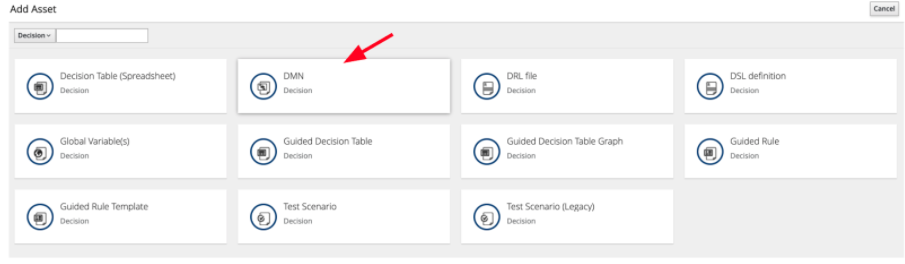 Add Asset
Cancel
Decision
Decision Table (Spreadsheet)
Decision
DMN
Decision
DRL file
Decision
DSL definition
Decision
Global Variable(s)
Decision
Guided Decision Table
Decision
Guided Decision Table Graph
Decision
Guided Rule
Decision
Guided Rule Template
Decision
Test Scenario
Decision
Test Scenario (Legacy)
Decision